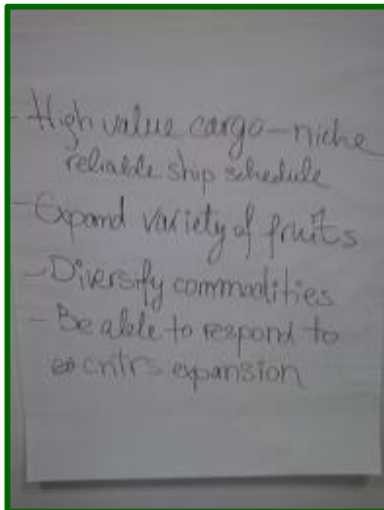 - High value cargo – niche
reliable ship schedule
- Expand variety of fruits
- Diversify commodities
- Be able to respond to
cntrs expansion